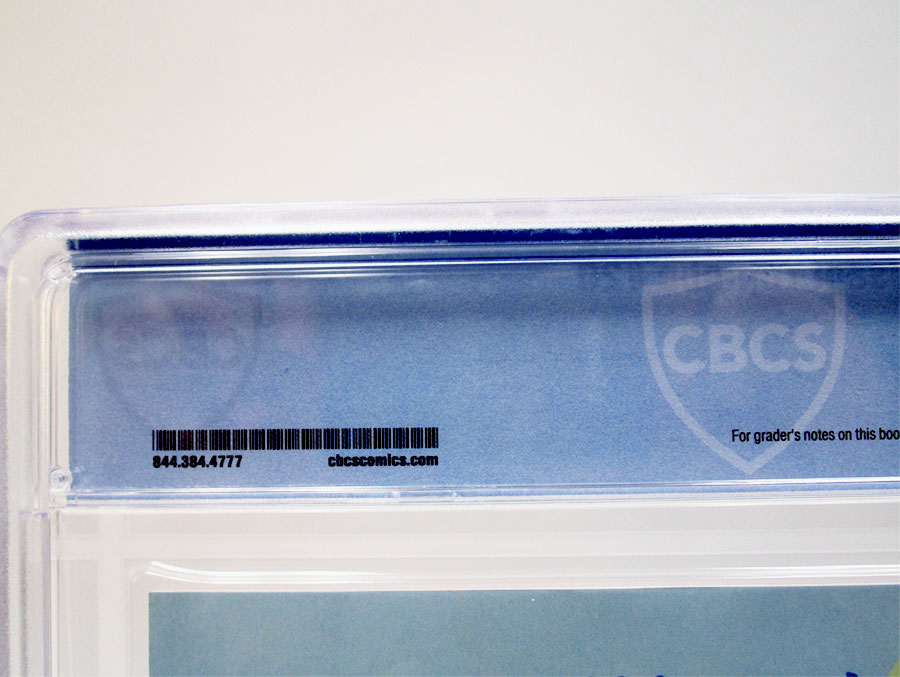 CBCS
For grader's notes on this boo
844.384.4777 cbcscomics.com